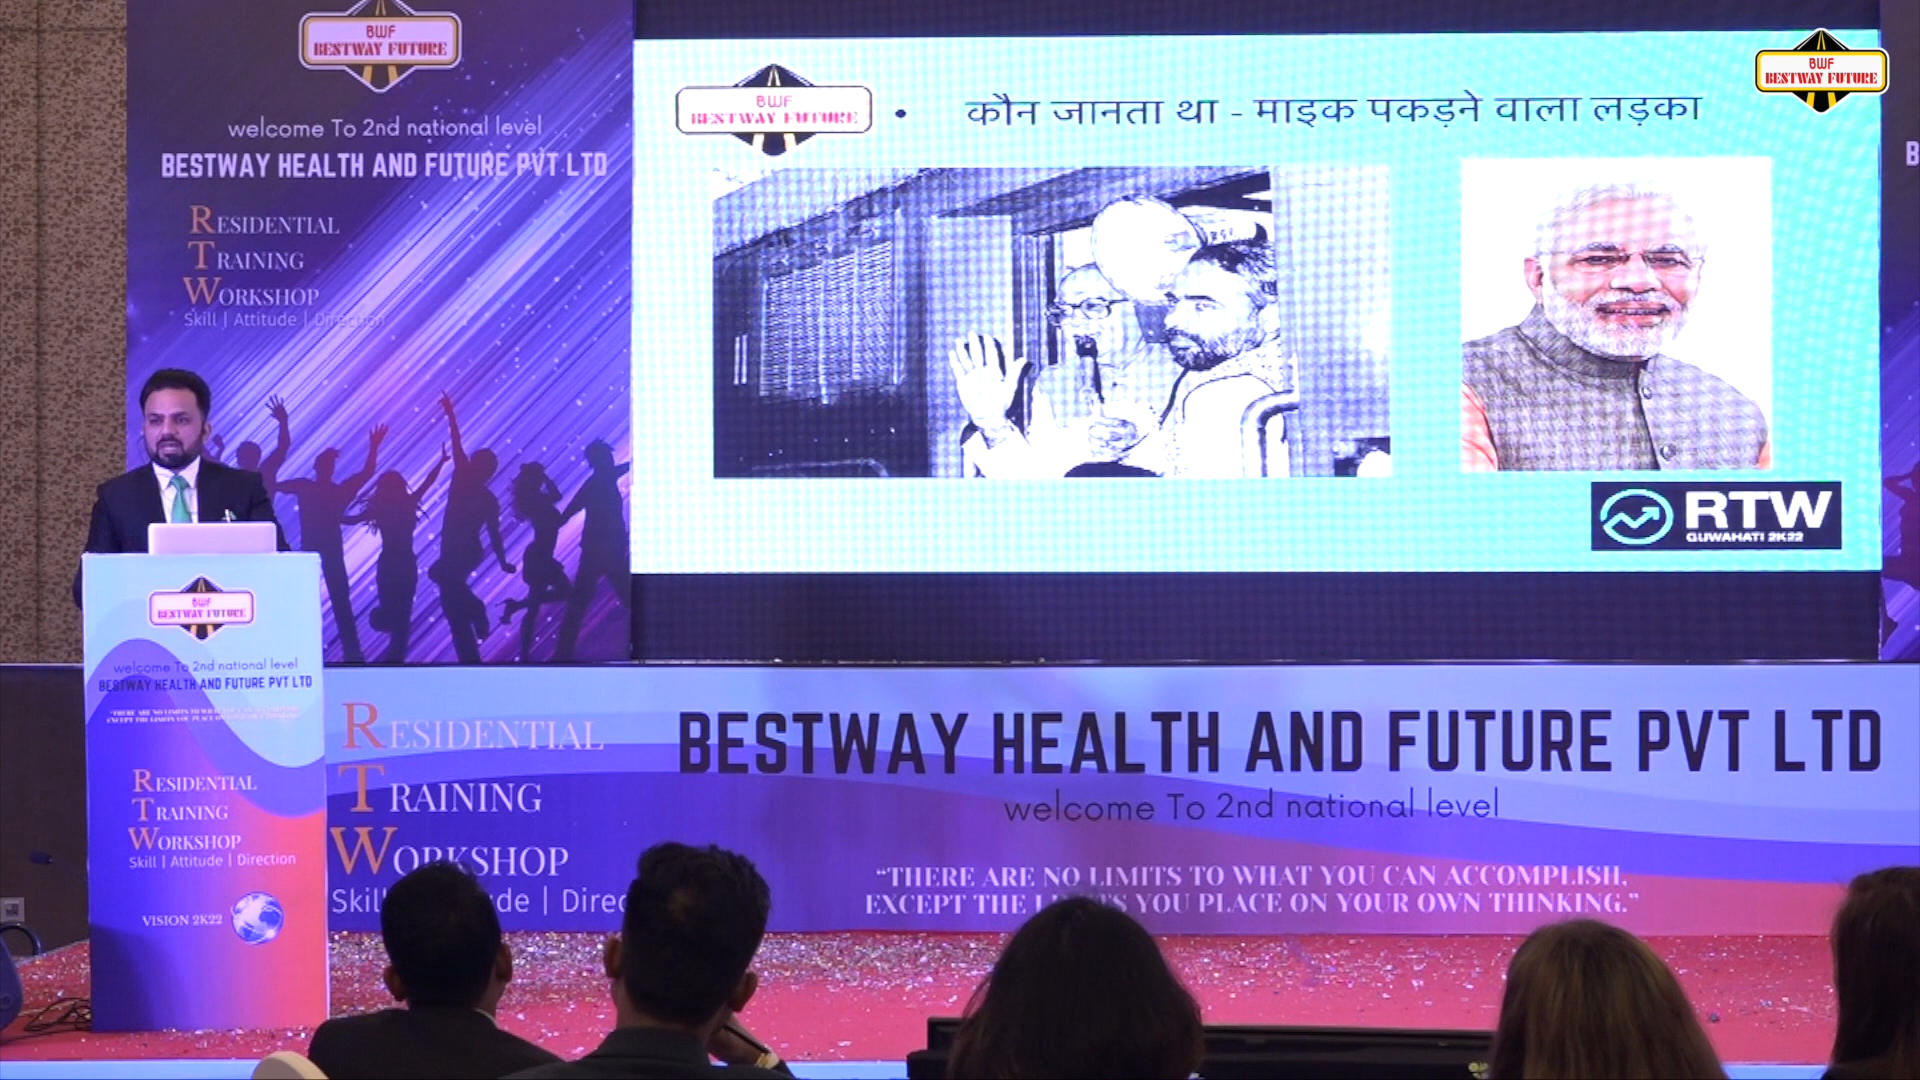 BWF
BESTWAY FUTURE
welcome To 2nd national level
BESTWAY HEALTH AND FUTURE PVT LTD
RESIDENTIAL
TRAINING
WORKSHOP
Skill | Attitude | Direction
BWF
BESTWAY FUTURE
• कौन जानता था - माइक पकड़ने वाला लड़का
RTW
GUWAHATI 2K22
BWF
BESTWAY FUTURE
B
BWF
BESTWAY FUTURE
welcome To 2nd national level
BESTWAY HEALTH AND FUTURE PVT LTD
RESIDENTIAL
TRAINING
WORKSHOP
Skill | Attitude | Direction
VISION 2K22
RESIDENTIAL
TRAINING
WORKSHOP
BESTWAY HEALTH AND FUTURE PVT LTD
welcome To 2nd national level
"THERE ARE NO LIMITS TO WHAT YOU CAN ACCOMPLISH,
EXCEPT THE LIMITS YOU PLACE ON YOUR OWN THINKING."